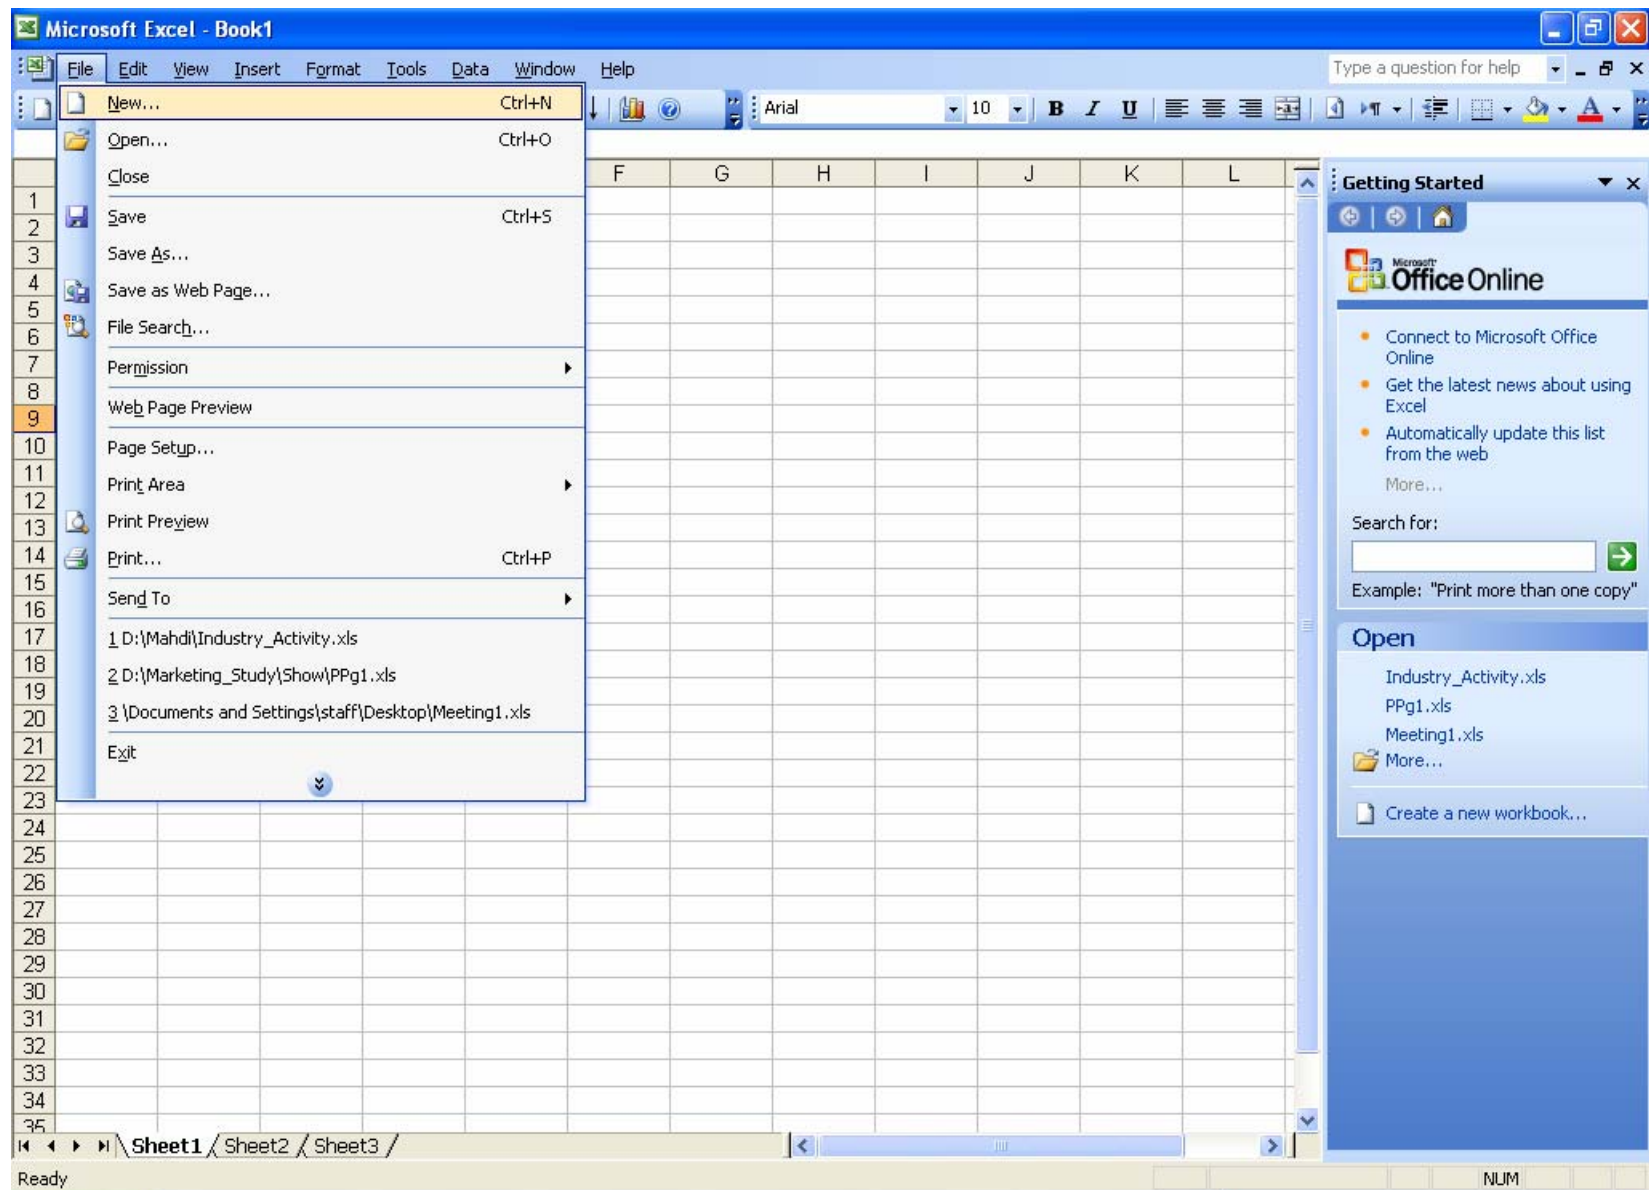 Microsoft Excel - Book1
File Edit View Insert Format Tools Data Window Help Type a question for help
Arial 10 B I U A
New... Ctrl+N
Open... Ctrl+O
Close
Save Ctrl+S
Save As...
Save as Web Page...
File Search...
Permission
Web Page Preview
Page Setup...
Print Area
Print Preview
Print... Ctrl+P
Send To
1 D:\Mahdi\Industry_Activity.xls
2 D:\Marketing_Study\Show\PPg1.xls
3 \Documents and Settings\staff\Desktop\Meeting1.xls
Exit
F G H I J K L
1
2
3
4
5
6
7
8
9
10
11
12
13
14
15
16
17
18
19
20
21
22
23
24
25
26
27
28
29
30
31
32
33
34
35
Getting Started
Microsoft
Office Online
Connect to Microsoft Office
Online
Get the latest news about using
Excel
Automatically update this list
from the web
More...
Search for:
Example: "Print more than one copy"
Open
Industry_Activity.xls
PPg1.xls
Meeting1.xls
More...
Create a new workbook...
Sheet1 Sheet2 Sheet3
Ready NUM